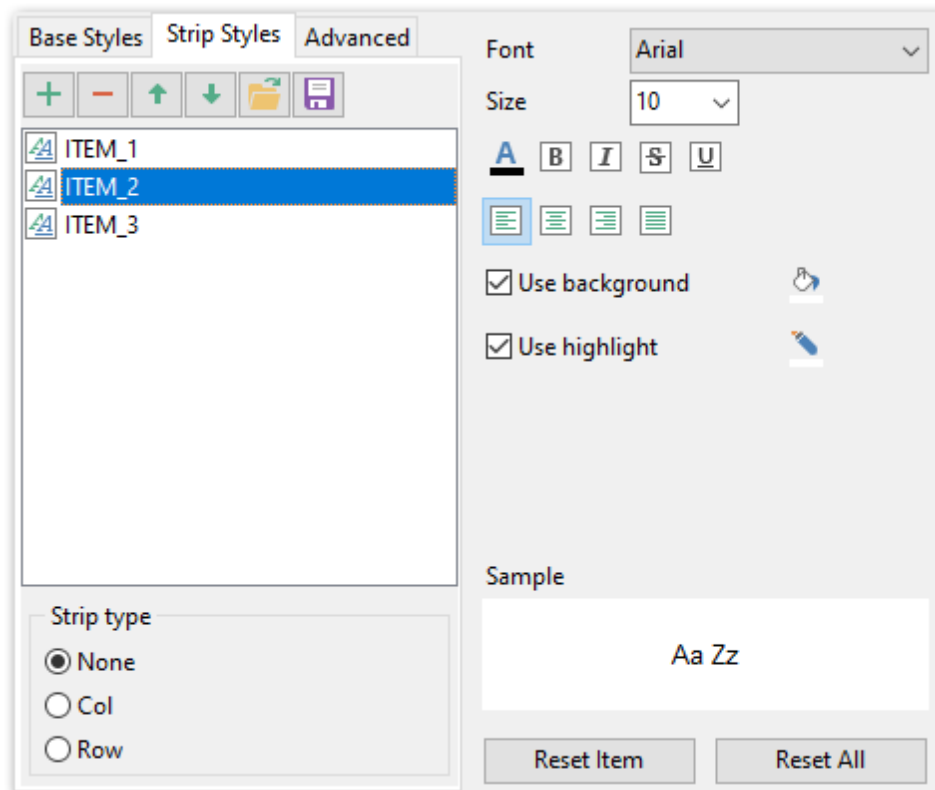 Base Styles
Strip Styles
Advanced
ITEM_1
ITEM_2
ITEM_3
Strip type
None
Col
Row
Font
Arial
Size
10
A B I S U
Use background
Use highlight
Sample
Aa Zz
Reset Item
Reset All